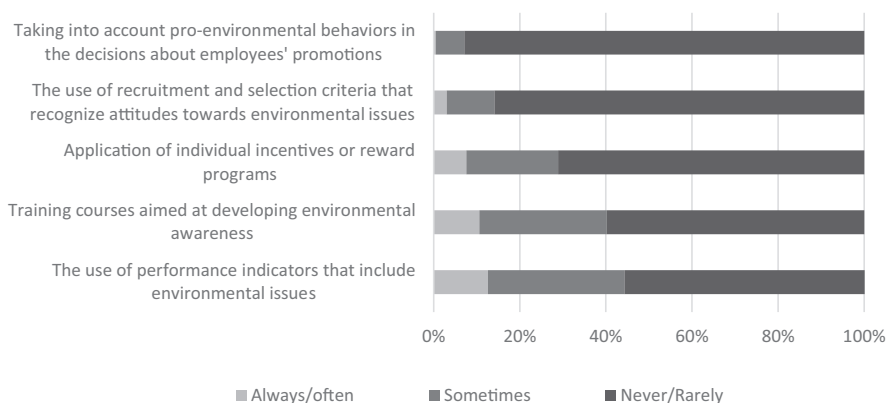 Taking into account pro-environmental behaviors in
the decisions about employees' promotions
The use of recruitment and selection criteria that
recognize attitudes towards environmental issues
Application of individual incentives or reward
programs
Training courses aimed at developing environmental
awareness
The use of performance indicators that include
environmental issues
0% 20% 40% 60% 80% 100%
Always/often Sometimes Never/Rarely